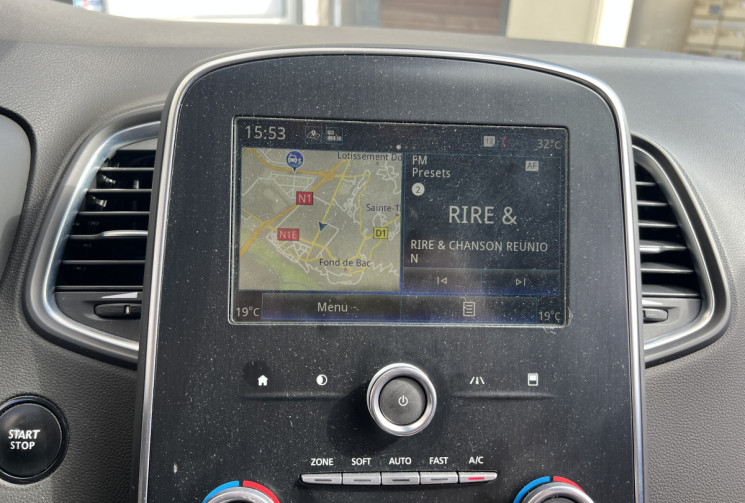 15:53
32°C
Lotissement Do
N1
Sainte-T
N1E
D1
Fond de Bac
FM
Presets
AF
2
RIRE &
RIRE & CHANSON REUNIO
N
19°C
Menu
19°C
START
STOP
ZONE SOFT AUTO FAST A/C